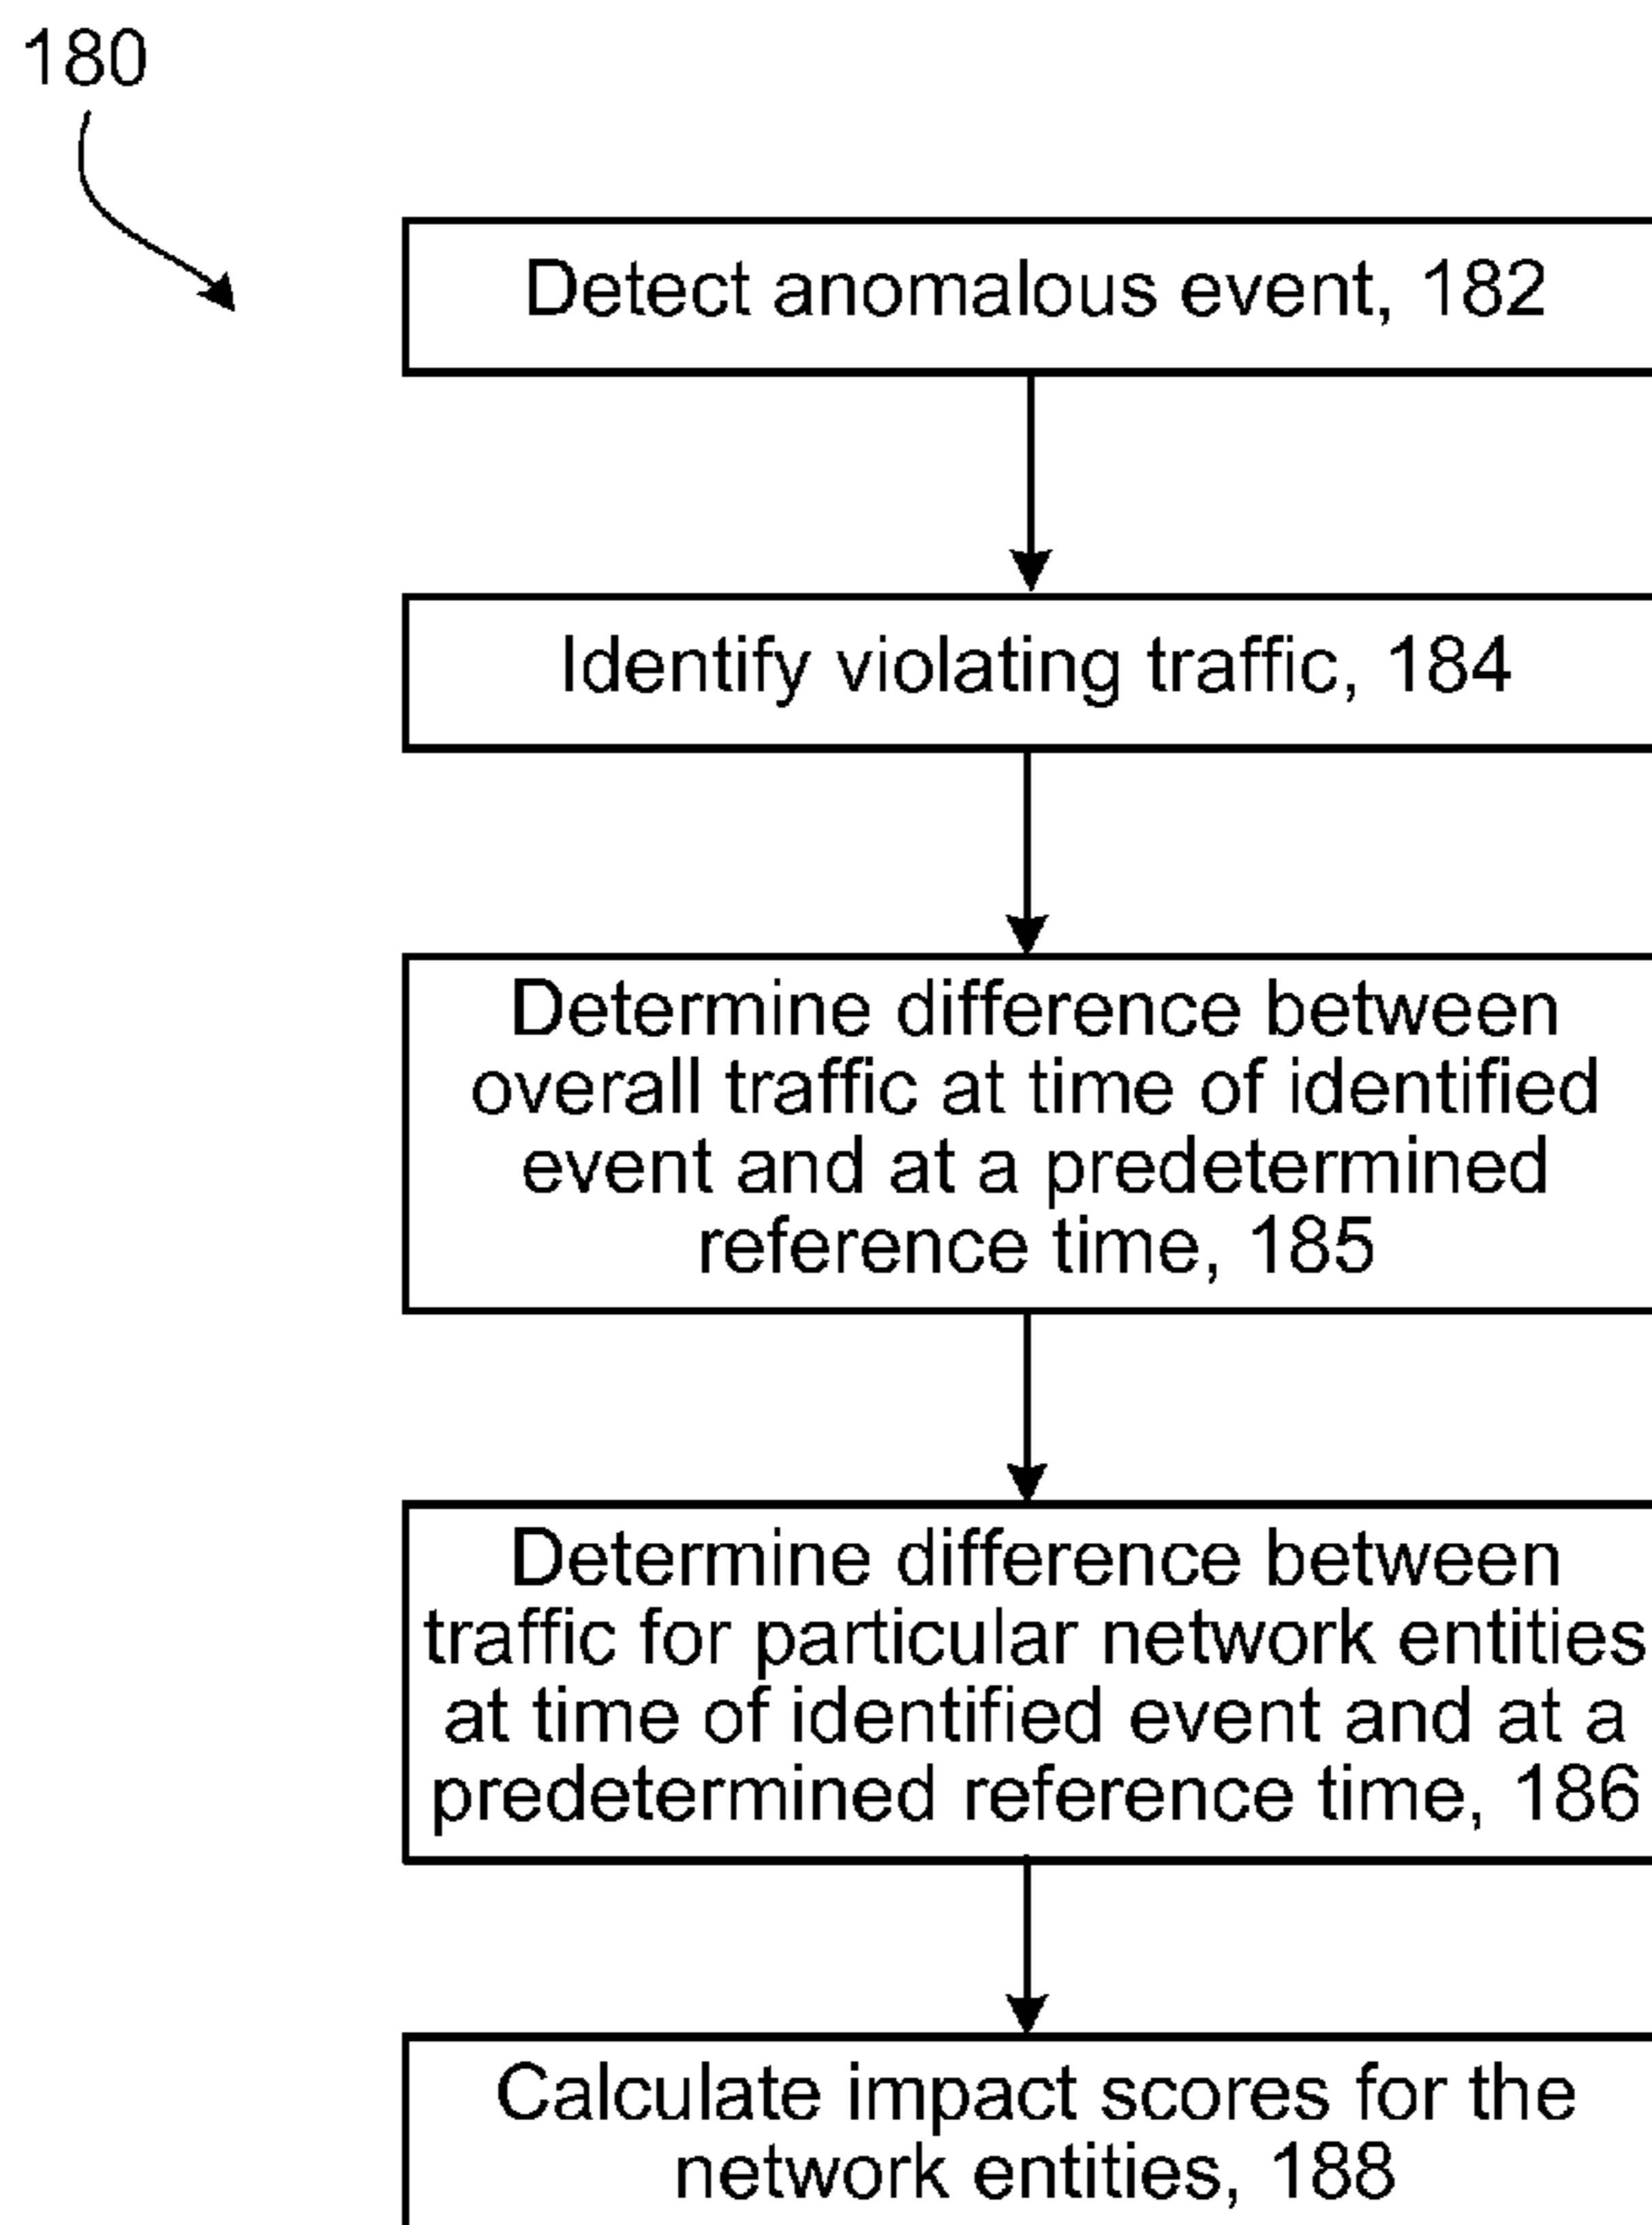 180
Detect anomalous event, 182
Identify violating traffic, 184
Determine difference between
overall traffic at time of identified
event and at a predetermined
reference time, 185
Determine difference between
traffic for particular network entities
at time of identified event and at a
predetermined reference time, 186
Calculate impact scores for the
network entities, 188